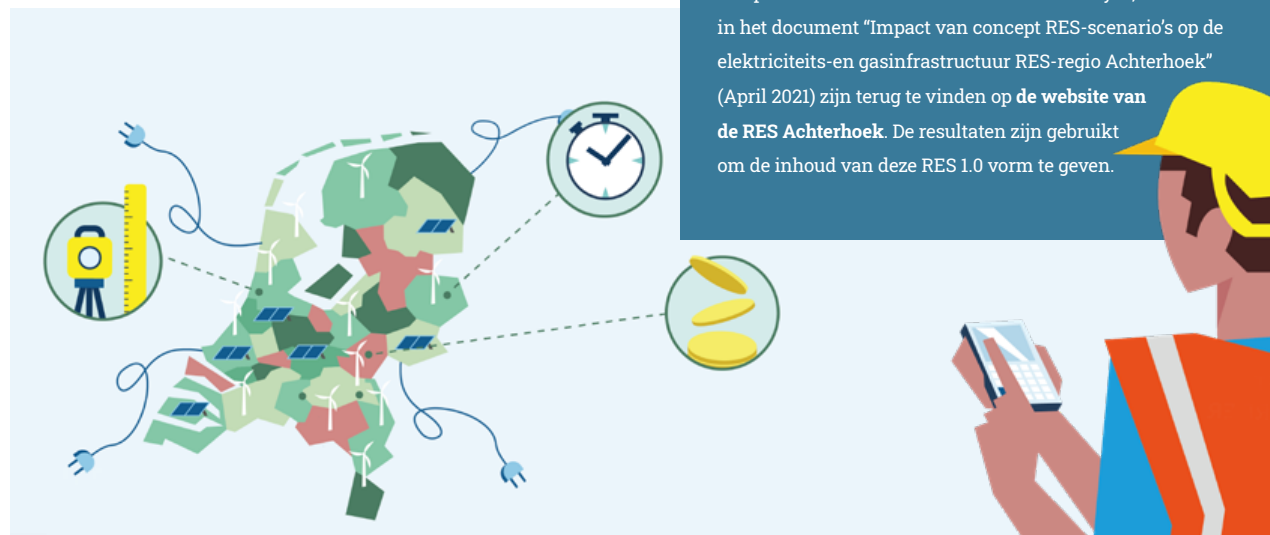 in het document “Impact van concept RES-scenario’s op de
elektriciteits-en gasinfrastructuur RES-regio Achterhoek”
(April 2021) zijn terug te vinden op de website van
de RES Achterhoek. De resultaten zijn gebruikt
om de inhoud van deze RES 1.0 vorm te geven.